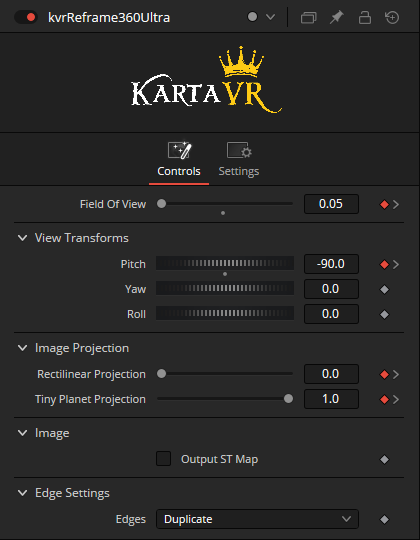 kvrReframe360Ultra
KARTAVR
Controls Settings
Field Of View 0.05
View Transforms
Pitch -90.0
Yaw 0.0
Roll 0.0
Image Projection
Rectilinear Projection 0.0
Tiny Planet Projection 1.0
Image
Output ST Map
Edge Settings
Edges Duplicate